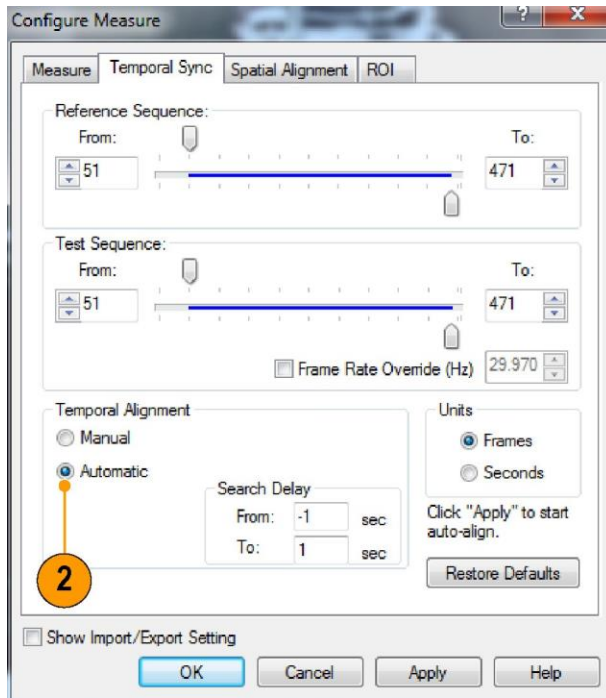 Configure Measure
Measure Temporal Sync Spatial Alignment ROI
Reference Sequence:
From: To:
51 471
Test Sequence:
From: To:
51 471
Frame Rate Override (Hz) 29.970
Temporal Alignment
Manual
Automatic
Search Delay
From: -1 sec
To: 1 sec
Units
Frames
Seconds
Click "Apply" to start
auto-align.
Restore Defaults
2
Show Import/Export Setting
OK Cancel Apply Help